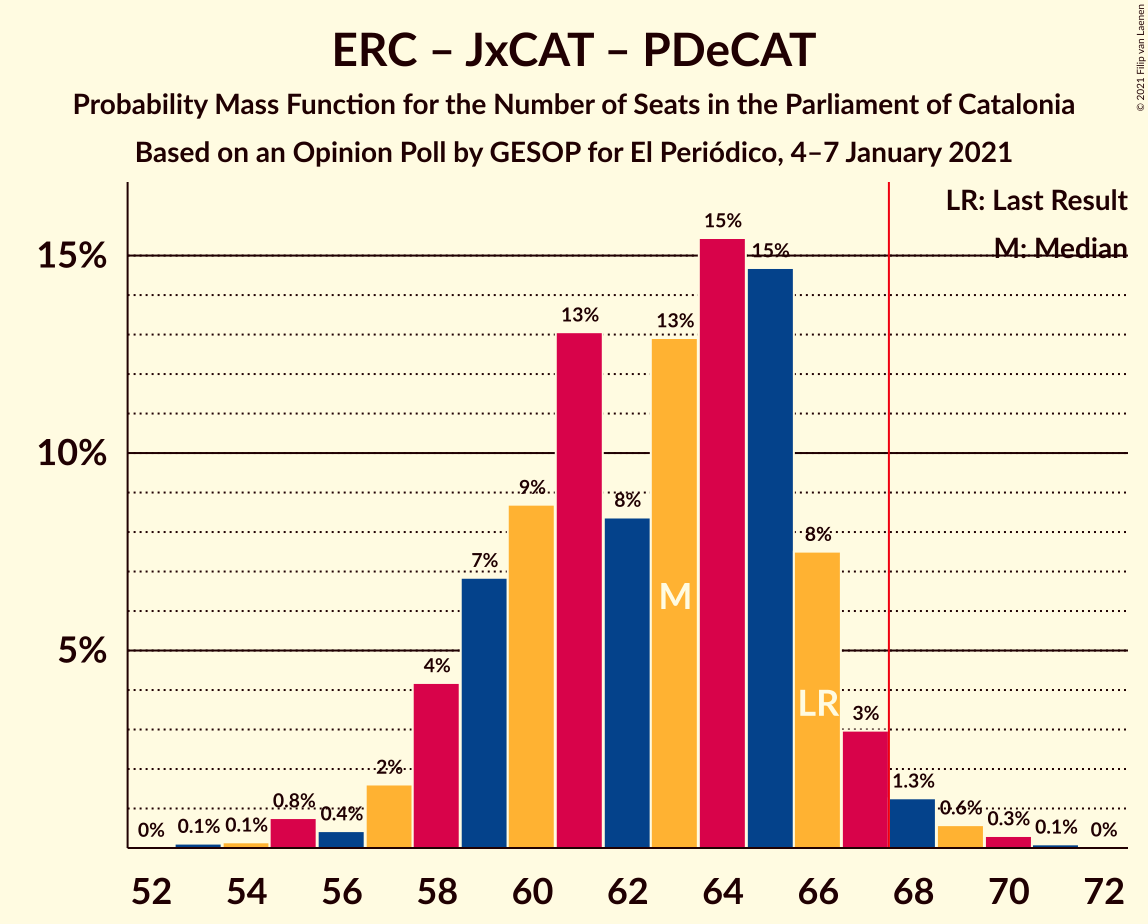 ERC – JxCAT – PDeCAT
Probability Mass Function for the Number of Seats in the Parliament of Catalonia
Based on an Opinion Poll by GESOP for El Periódico, 4–7 January 2021
© 2021 Filip van Laenen
LR: Last Result
M: Median
15%
10%
5%
0%
0.1%
0.1%
0.8%
0.4%
2%
4%
7%
9%
13%
8%
13%
15%
15%
8%
3%
1.3%
0.6%
0.3%
0.1%
0%
M
LR
52 54 56 58 60 62 64 66 68 70 72